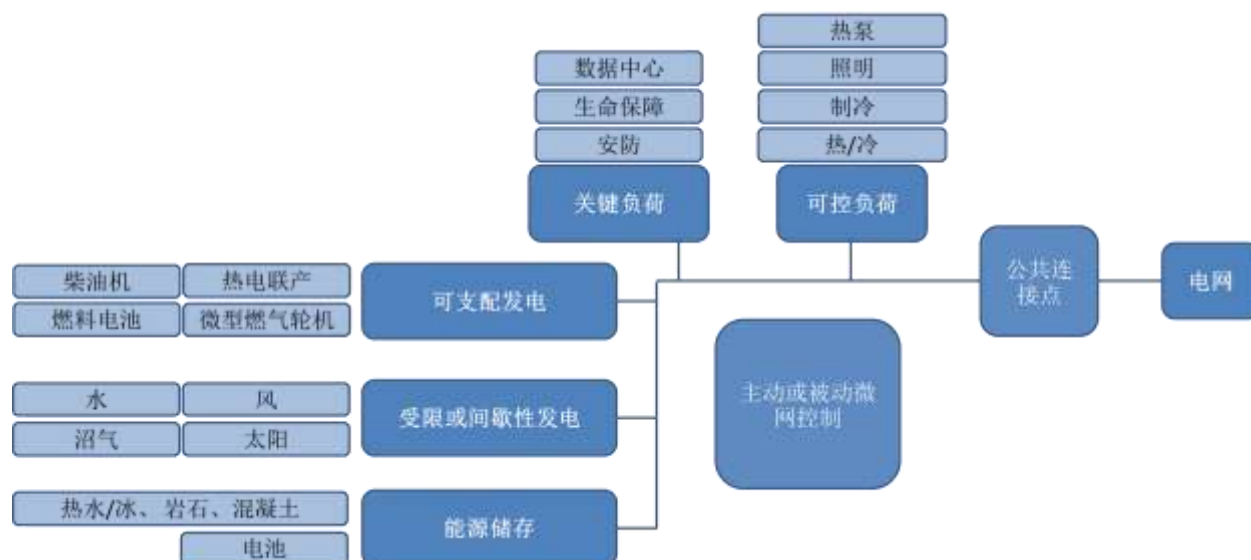 热泵
数据中心
照明
生命保障
制冷
安防
热/冷
关键负荷
可控负荷
公共连
接点
电网
柴油机
热电联产
可支配发电
燃料电池
微型燃气轮机
主动或被动微
网控制
水
风
受限或间歇性发电
沼气
太阳
热水/冰、岩石、混凝土
能源储存
电池